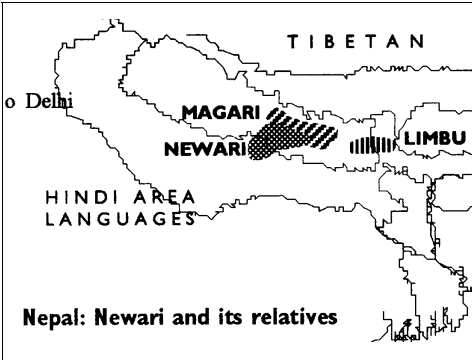 TIBETAN
o Delhi
MAGARI
NEWARI
LIMBU
HINDI AREA
LANGUAGES
Nepal: Newari and its relatives